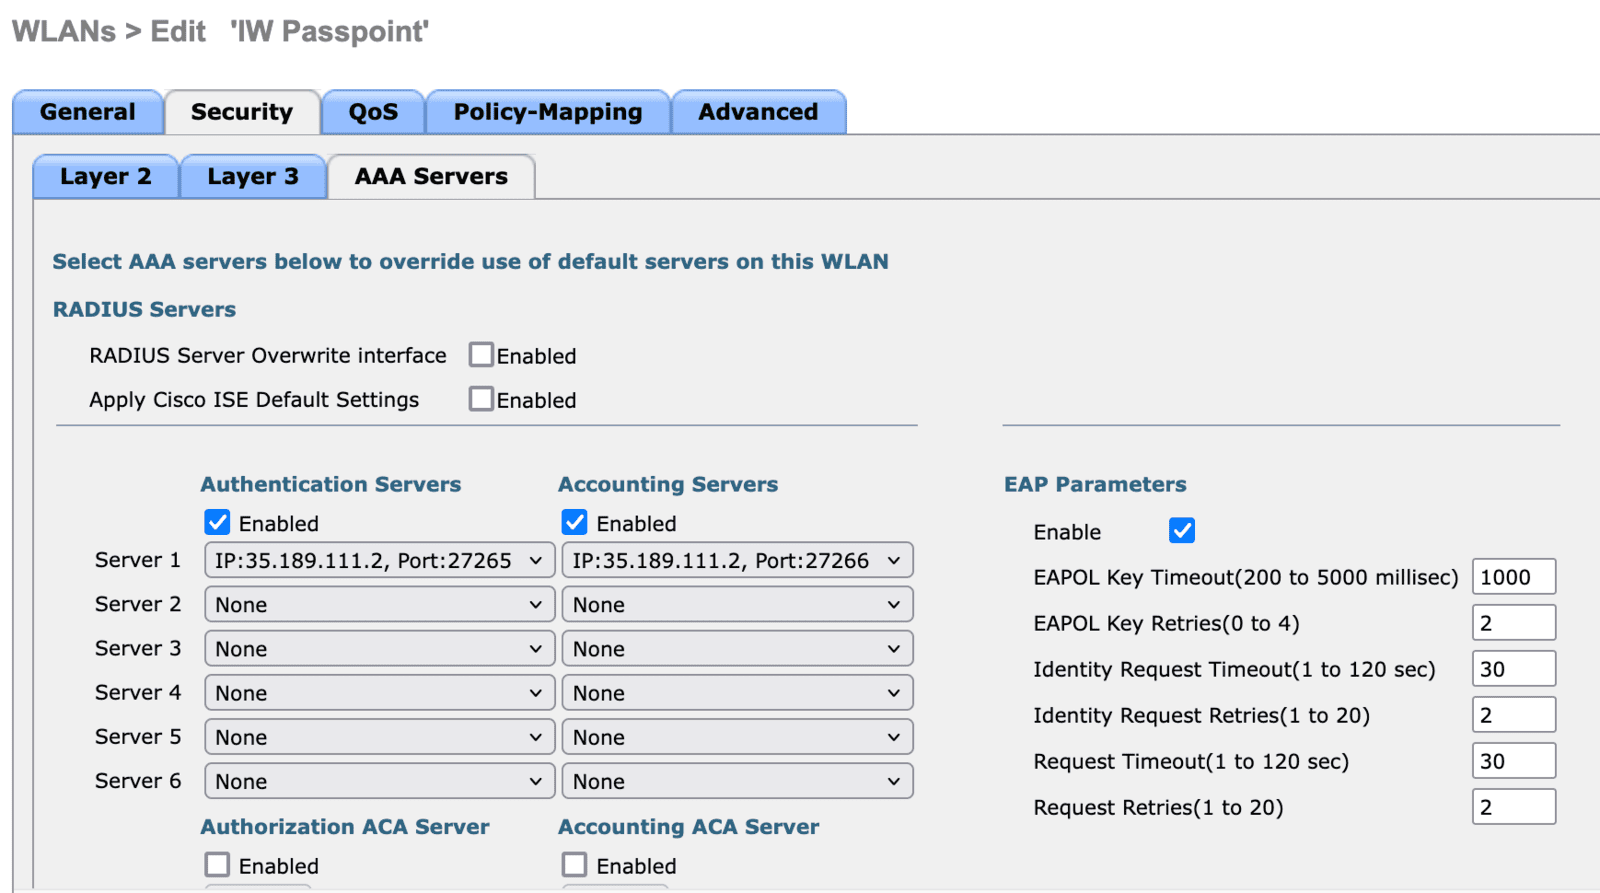 WLANs > Edit 'IW Passpoint'
General Security QoS Policy-Mapping Advanced
Layer 2 Layer 3 AAA Servers
Select AAA servers below to override use of default servers on this WLAN
RADIUS Servers
RADIUS Server Overwrite interface Enabled
Apply Cisco ISE Default Settings Enabled
Authentication Servers Accounting Servers EAP Parameters
Enabled Enabled Enable
Server 1 IP:35.189.111.2, Port:27265 IP:35.189.111.2, Port:27266 EAPOL Key Timeout(200 to 5000 millisec) 1000
Server 2 None None EAPOL Key Retries(0 to 4) 2
Server 3 None None Identity Request Timeout(1 to 120 sec) 30
Server 4 None None Identity Request Retries(1 to 20) 2
Server 5 None None Request Timeout(1 to 120 sec) 30
Server 6 None None Request Retries(1 to 20) 2
Authorization ACA Server Accounting ACA Server
Enabled Enabled